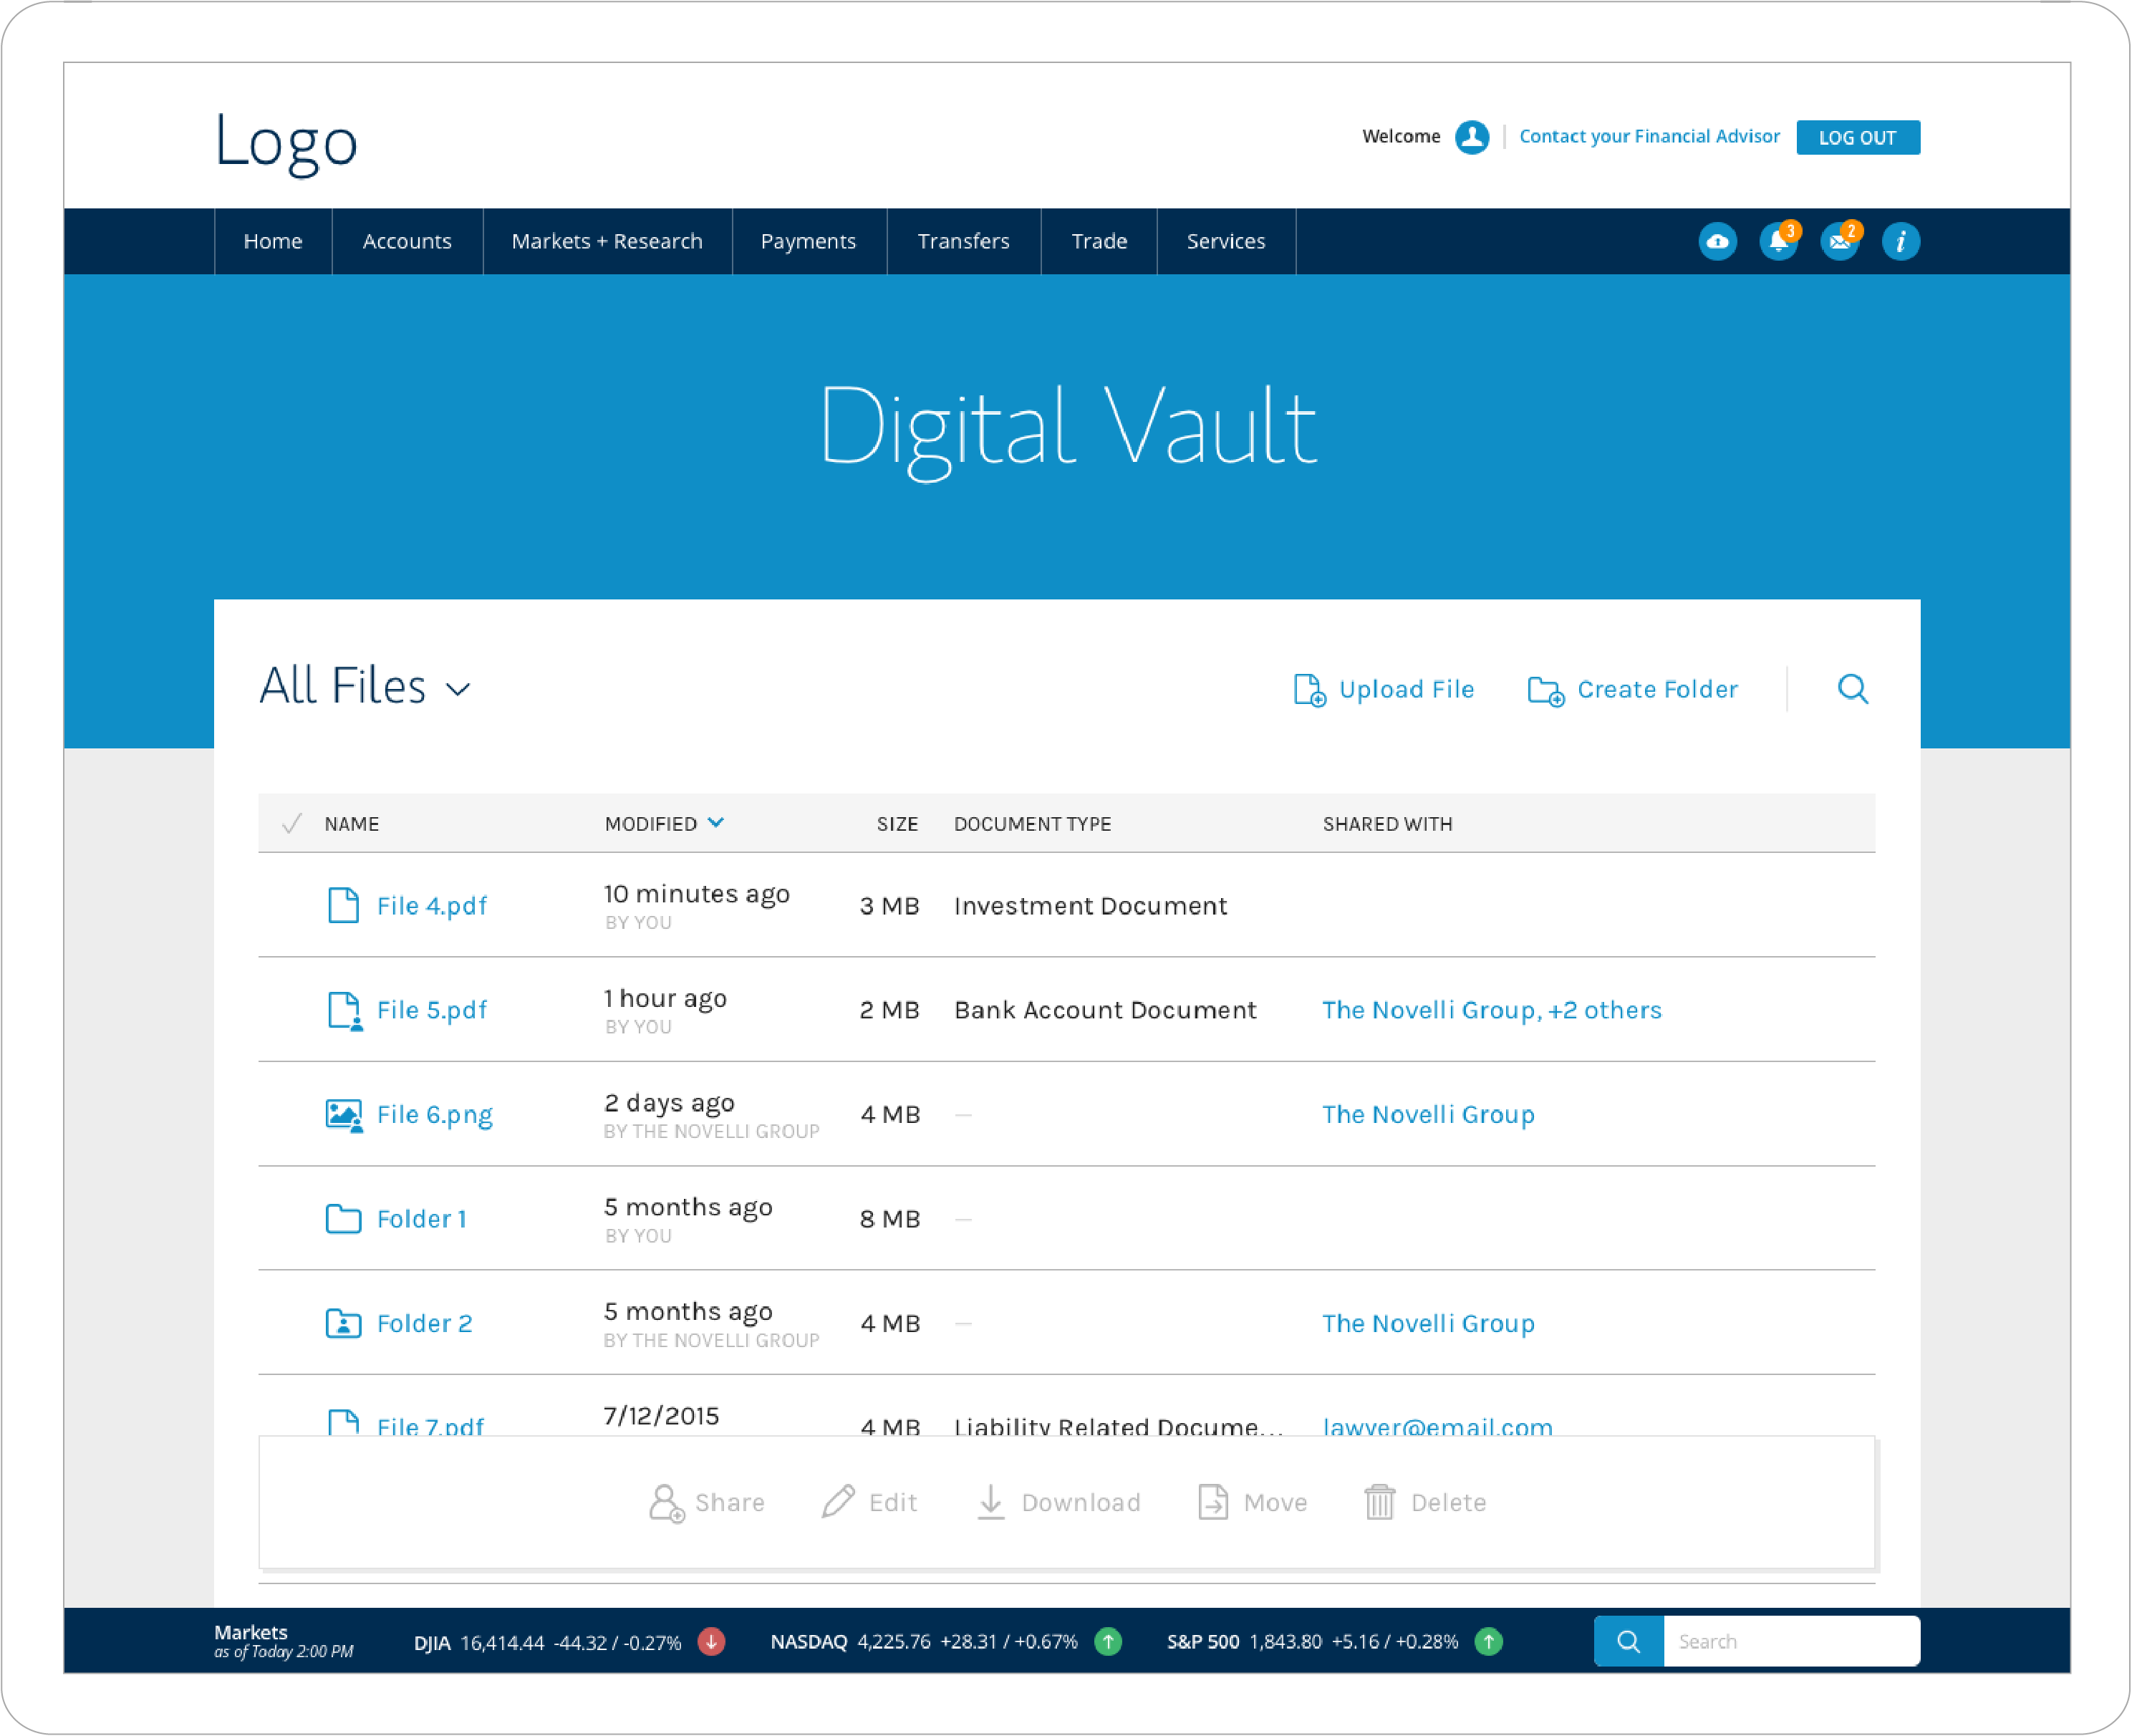 Logo
Welcome Contact your Financial Advisor LOG OUT
Home Accounts Markets + Research Payments Transfers Trade Services 3 2 i
Digital Vault
All Files Upload File Create Folder
NAME MODIFIED SIZE DOCUMENT TYPE SHARED WITH
File 4.pdf 10 minutes ago 3 MB Investment Document
BY YOU
File 5.pdf 1 hour ago 2 MB Bank Account Document The Novelli Group, +2 others
BY YOU
File 6.png 2 days ago 4 MB – The Novelli Group
BY THE NOVELLI GROUP
Folder 1 5 months ago 8 MB –
BY YOU
Folder 2 5 months ago 4 MB – The Novelli Group
BY THE NOVELLI GROUP
File 7.pdf 7/12/2015 4 MB Liability Related Docume... lawyer@email.com
Share Edit Download Move Delete
Markets
as of Today 2:00 PM
DJIA 16,414.44 -44.32 / -0.27% NASDAQ 4,225.76 +28.31 / +0.67% S&P 500 1,843.80 +5.16 / +0.28% Search